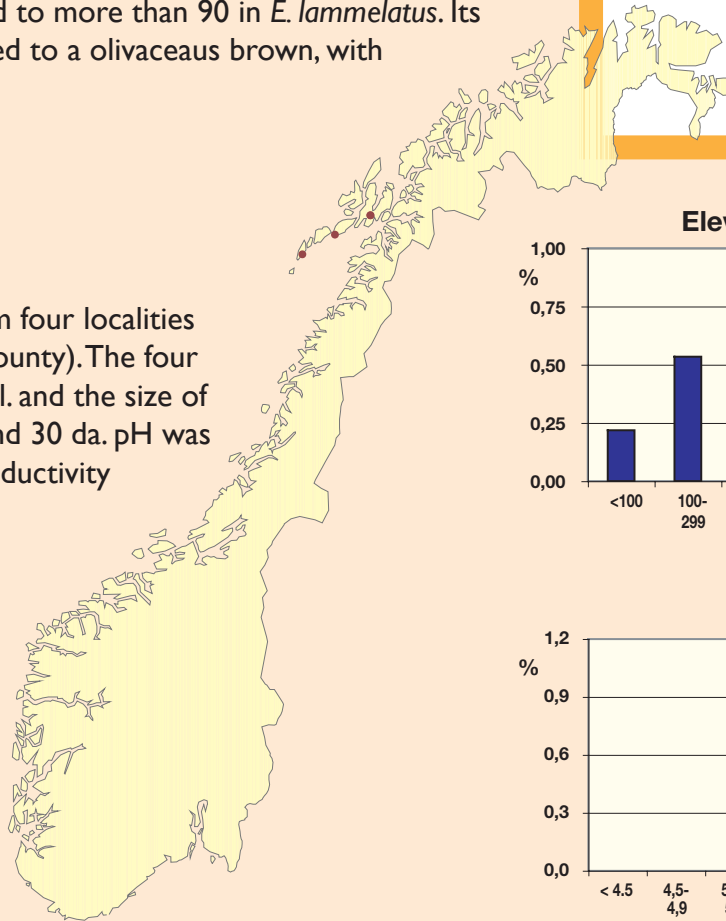 d to more than 90 in E. lammelatus. Its
ed to a olivaceaus brown, with
n four localities
ounty). The four
l. and the size of
nd 30 da. pH was
ductivity
Elev
1,00
%
0,75
0,50
0,25
0,00
<100
100-
299
1,2
%
0,9
0,6
0,3
0,0
< 4.5
4,5-
4,9